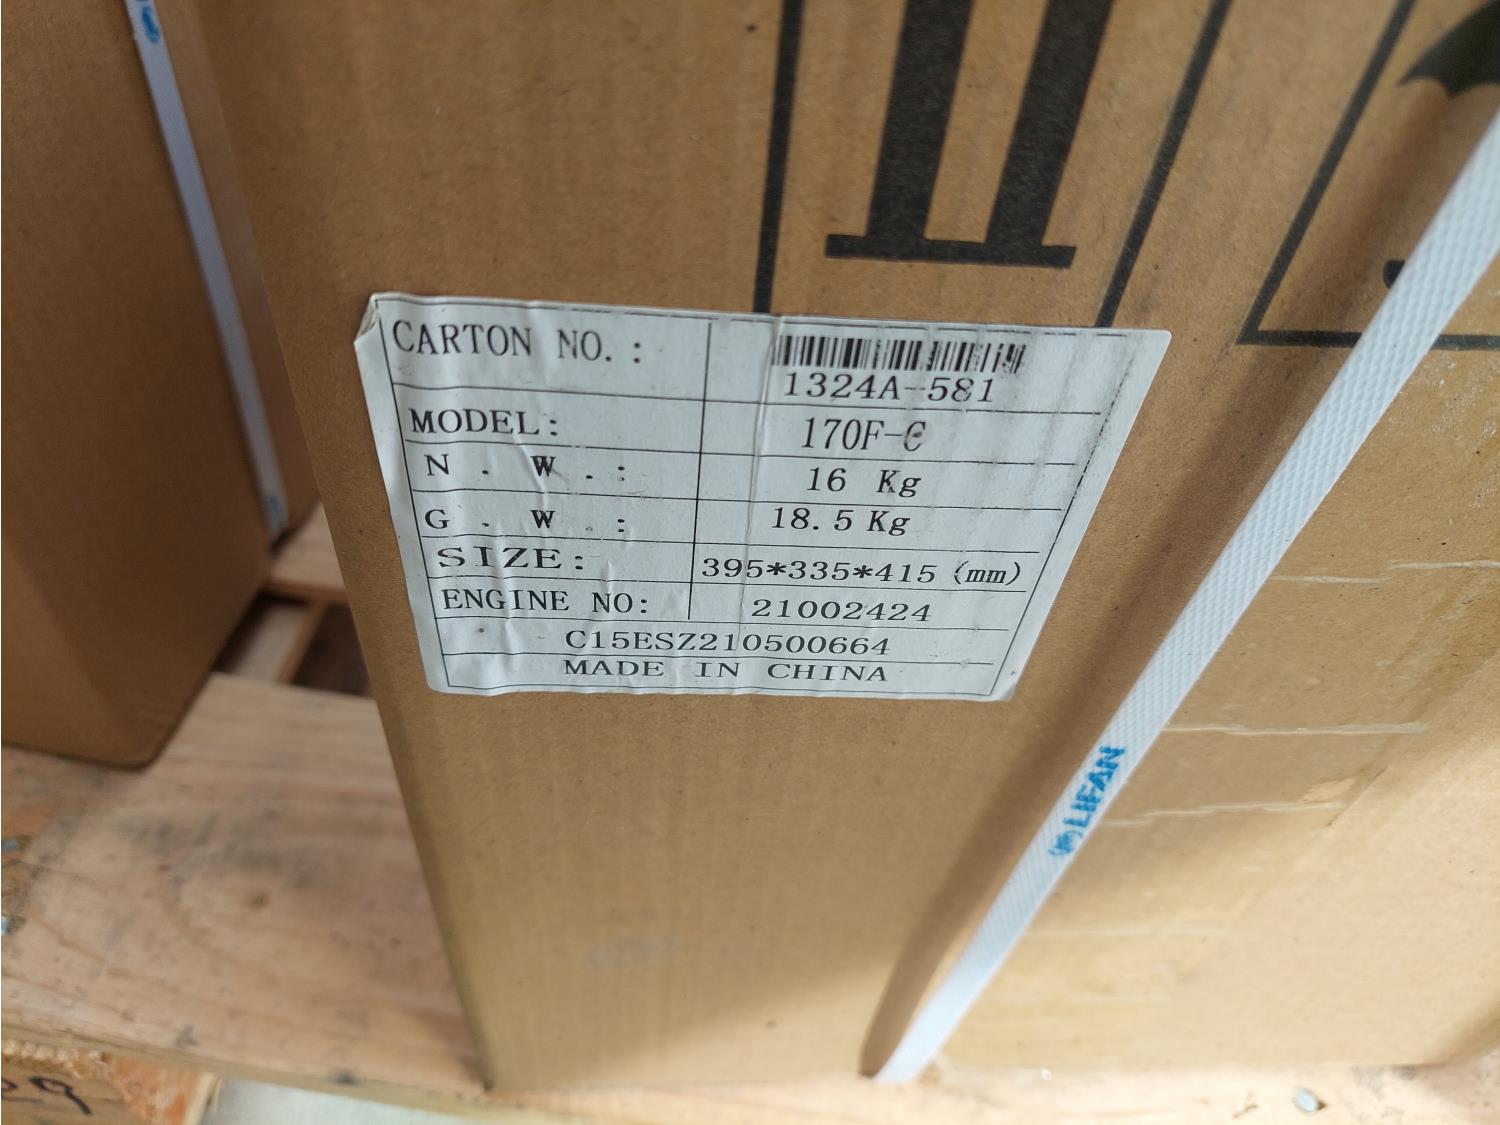 CARTON NO.: 1324A-581
MODEL: 170F-C
N.W.: 16 Kg
G.W.: 18.5 Kg
SIZE: 395*335*415 (mm)
ENGINE NO: 21002424
C15ESZ210500664
MADE IN CHINA
LIFAN